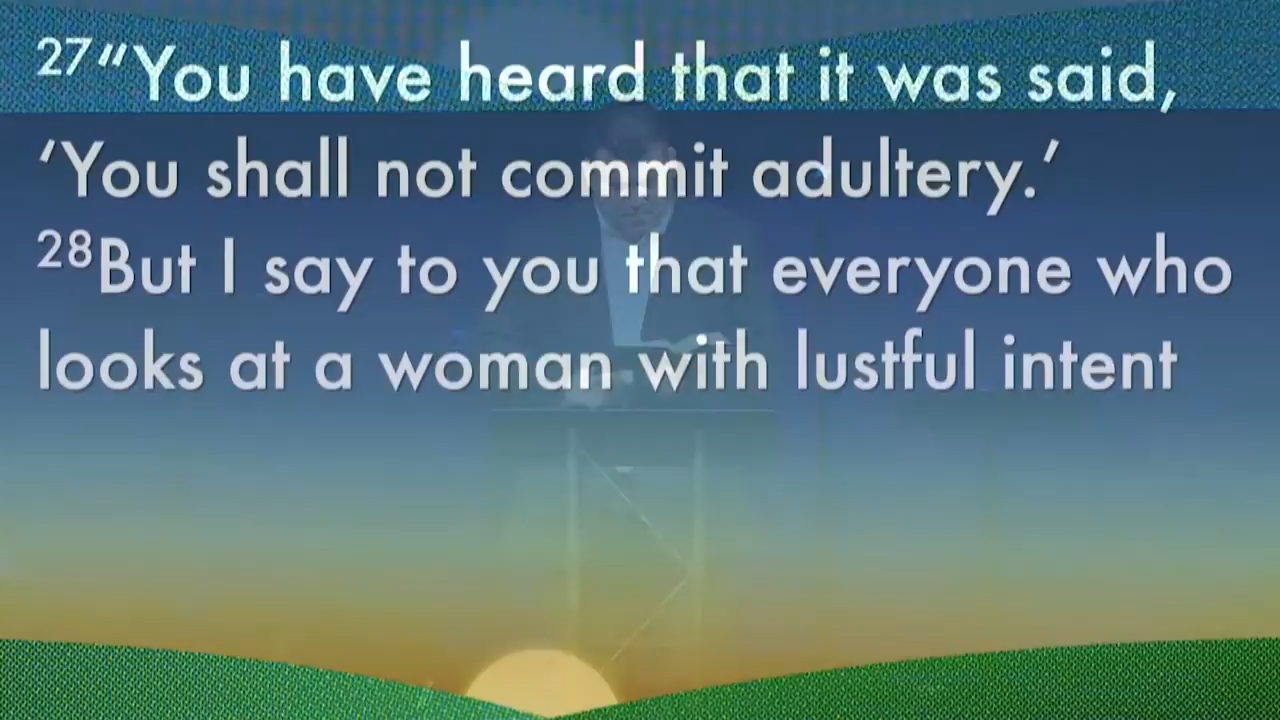 27“You have heard that it was said,
‘You shall not commit adultery.’
28But I say to you that everyone who
looks at a woman with lustful intent